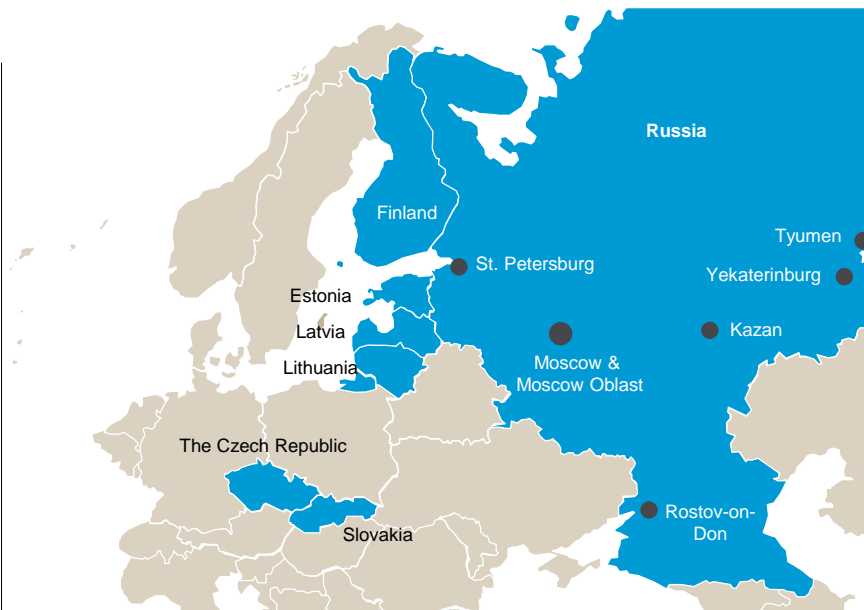 Russia
Finland
Tyumen
St. Petersburg
Yekaterinburg
Estonia
Latvia
Kazan
Lithuania
Moscow &
Moscow Oblast
The Czech Republic
Rostov-on-
Don
Slovakia